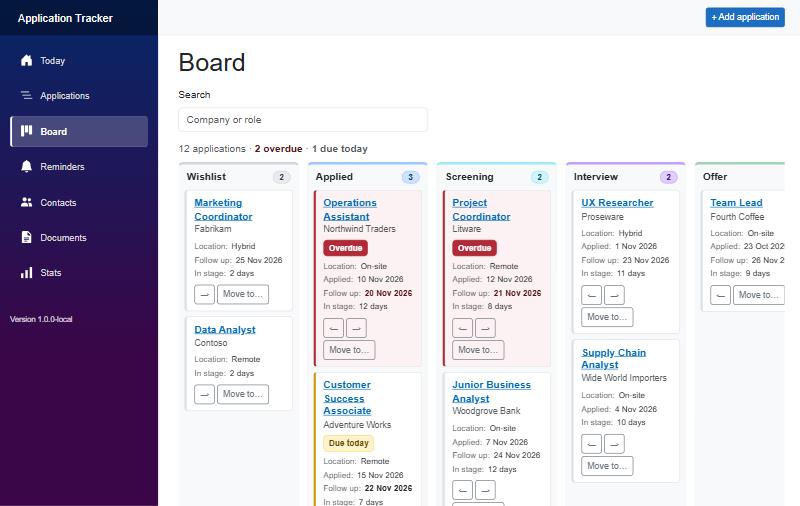 Application Tracker
+ Add application
Today
Applications
Board
Reminders
Contacts
Documents
Stats
Version 1.0.0-local
Board
Search
Company or role
12 applications · 2 overdue · 1 due today
Wishlist 2
Marketing
Coordinator
Fabrikam
Location: Hybrid
Follow up: 25 Nov 2026
In stage: 2 days
Move to...
Data Analyst
Contoso
Location: Remote
In stage: 2 days
Move to...
Applied 3
Operations
Assistant
Northwind Traders
Overdue
Location: On-site
Applied: 10 Nov 2026
Follow up: 20 Nov 2026
In stage: 12 days
Move to...
Customer
Success
Associate
Adventure Works
Due today
Location: Remote
Applied: 15 Nov 2026
Follow up: 22 Nov 2026
In stage: 7 days
Screening 2
Project
Coordinator
Litware
Overdue
Location: Remote
Applied: 12 Nov 2026
Follow up: 21 Nov 2026
In stage: 8 days
Move to...
Junior Business
Analyst
Woodgrove Bank
Location: On-site
Applied: 7 Nov 2026
Follow up: 24 Nov 2026
In stage: 12 days
Interview 2
UX Researcher
Proseware
Location: Hybrid
Applied: 1 Nov 2026
Follow up: 23 Nov 2026
In stage: 11 days
Move to...
Supply Chain
Analyst
Wide World Importers
Location: On-site
Applied: 4 Nov 2026
In stage: 10 days
Move to...
Offer
Team Lead
Fourth Coffee
Location: On-site
Applied: 23 Oct 202
Follow up: 26 Nov 2
In stage: 9 days
Move to...